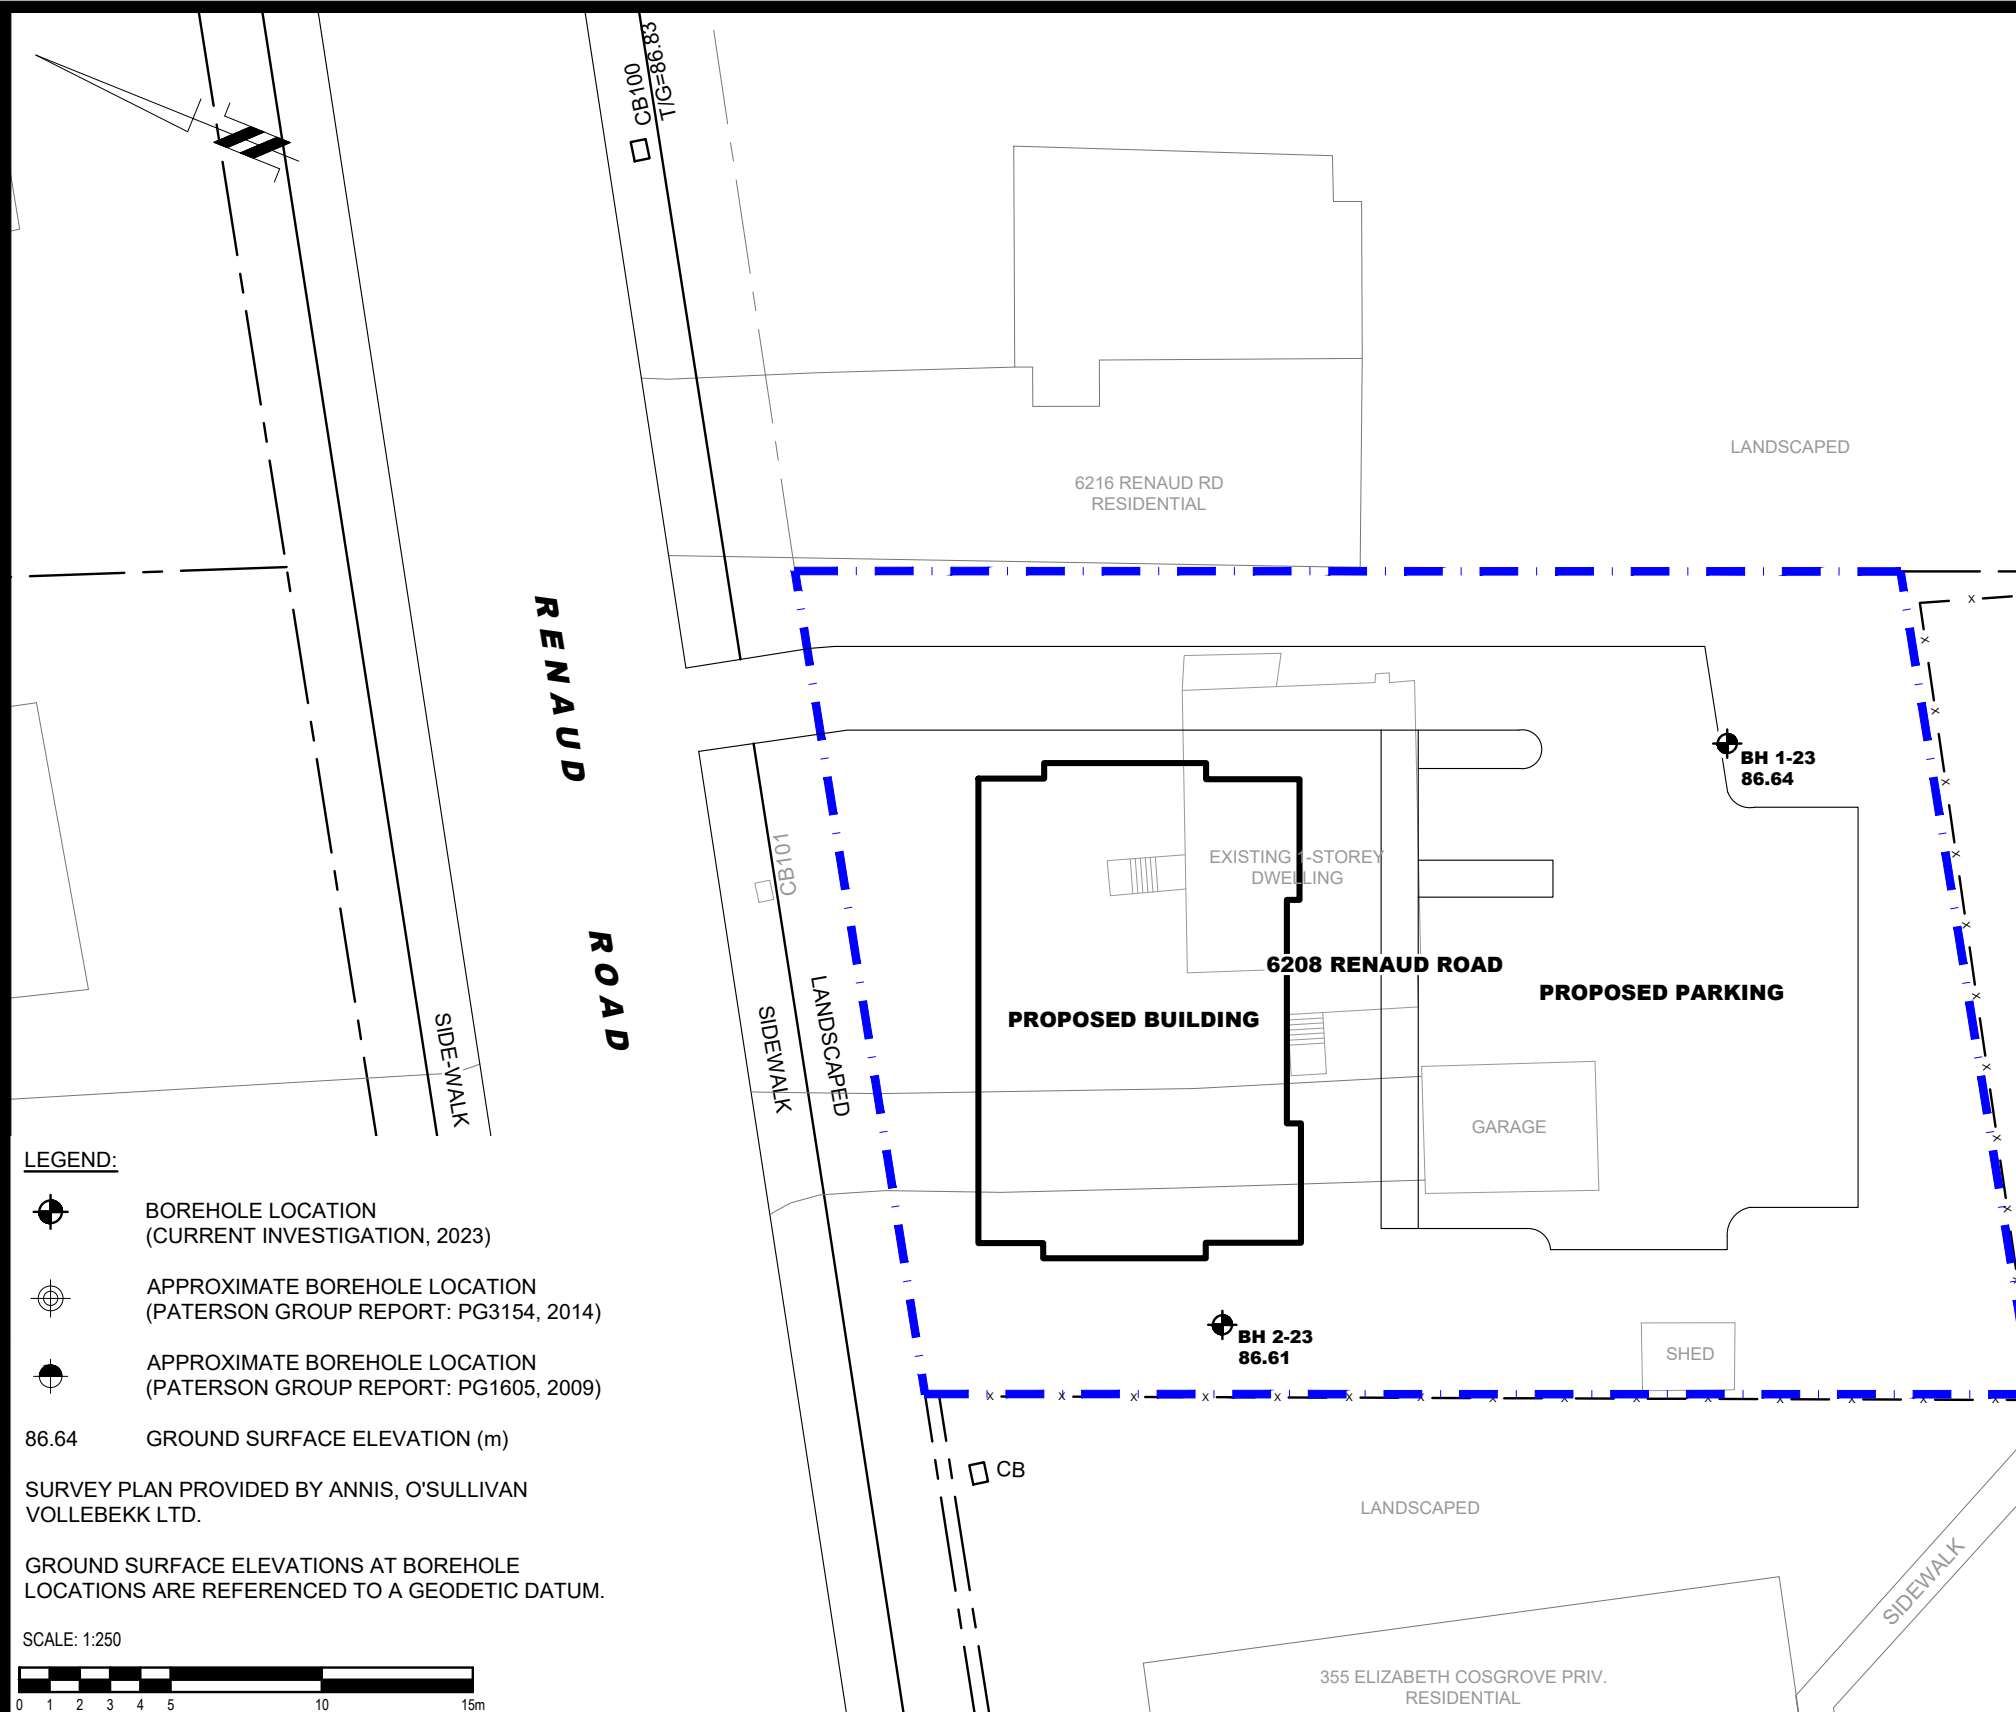 CB100
T/G=86.83
LANDSCAPED
6216 RENAUD RD
RESIDENTIAL
RENAUD
ROAD
BH 1-23
86.64
CB101
EXISTING 1-STOREY
DWELLING
6208 RENAUD ROAD
PROPOSED PARKING
PROPOSED BUILDING
SIDE-WALK
SIDEWALK
LANDSCAPED
GARAGE
BH 2-23
86.61
SHED
CB
LANDSCAPED
SIDEWALK
355 ELIZABETH COSGROVE PRIV.
RESIDENTIAL
LEGEND:
BOREHOLE LOCATION
(CURRENT INVESTIGATION, 2023)
APPROXIMATE BOREHOLE LOCATION
(PATERSON GROUP REPORT: PG3154, 2014)
APPROXIMATE BOREHOLE LOCATION
(PATERSON GROUP REPORT: PG1605, 2009)
86.64 GROUND SURFACE ELEVATION (m)
SURVEY PLAN PROVIDED BY ANNIS, O'SULLIVAN
VOLLEBEKK LTD.
GROUND SURFACE ELEVATIONS AT BOREHOLE
LOCATIONS ARE REFERENCED TO A GEODETIC DATUM.
SCALE: 1:250
0 1 2 3 4 5 10 15m